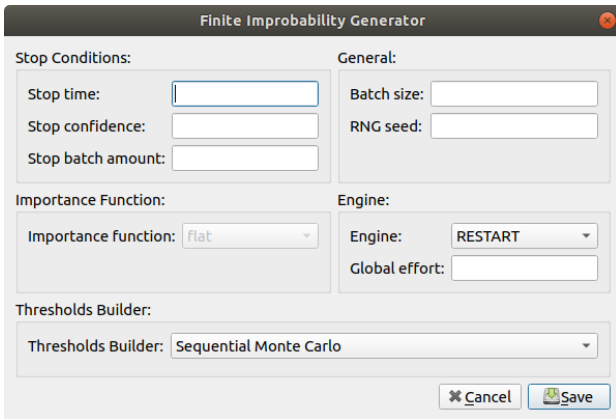 Finite Improbability Generator
Stop Conditions:
Stop time:
Stop confidence:
Stop batch amount:
General:
Batch size:
RNG seed:
Importance Function:
Importance function: flat
Engine:
Engine: RESTART
Global effort:
Thresholds Builder:
Thresholds Builder: Sequential Monte Carlo
Cancel Save